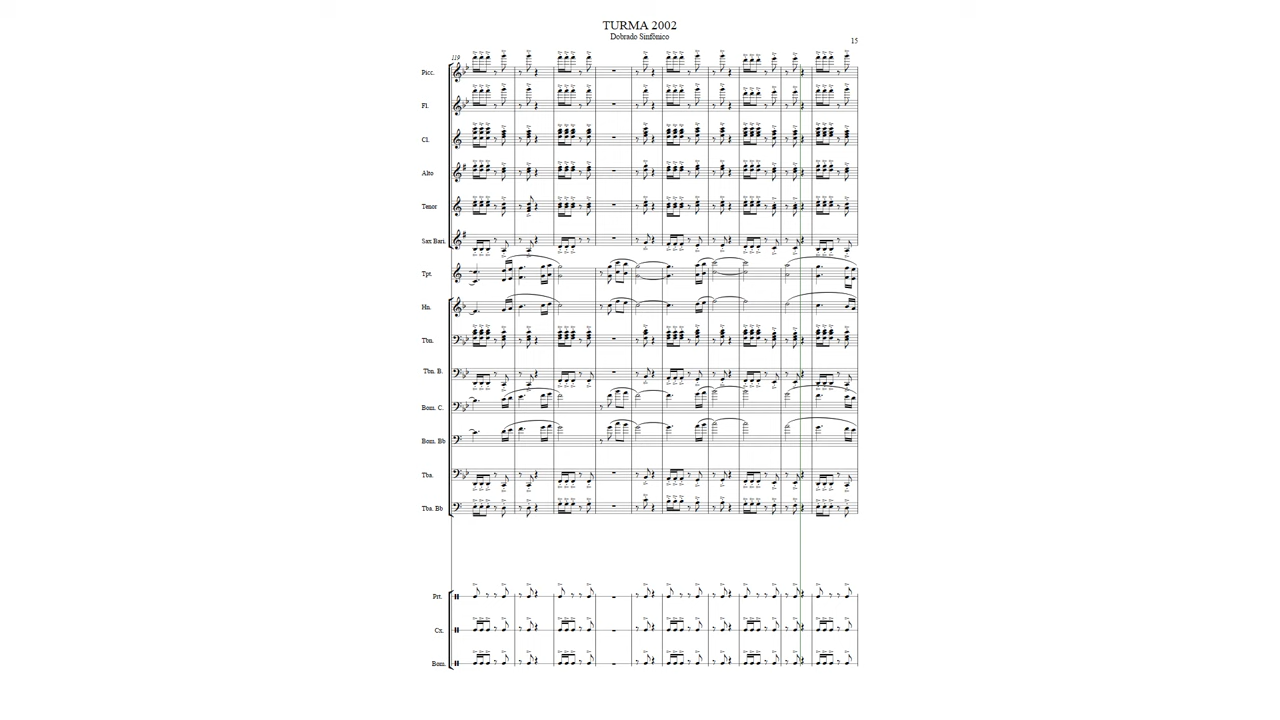 TURMA 2002
Dobrado Sinfônico
15
119
Picc.
Fl.
Cl.
Alto
Tenor
Sax Bari.
Tpt.
Hn.
Tbn.
Tbn. B.
Bom. C.
Bom. Bb
Tba.
Tba. Bb
Prt.
Cx.
Bom.